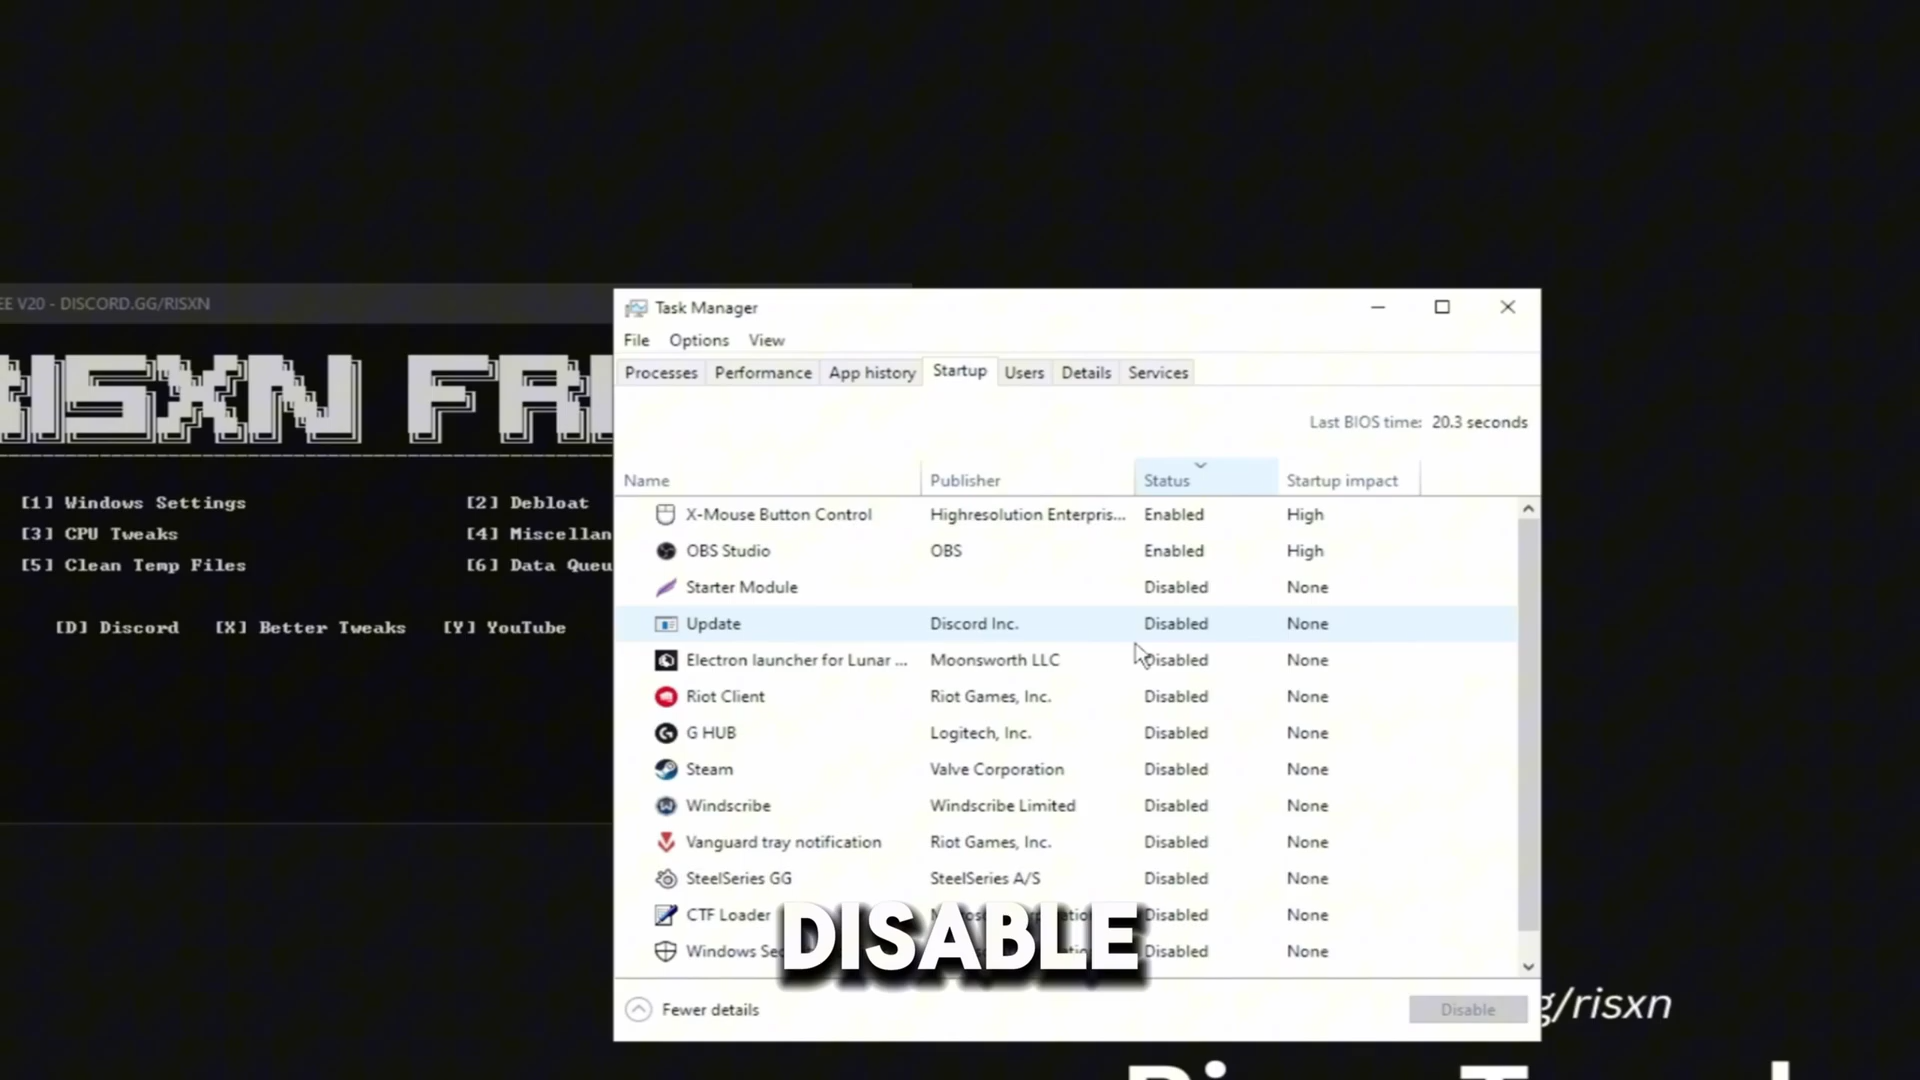 EE V20 - DISCORD.GG/RISXN
RISXN FR
[1] Windows Settings
[2] Debloat
[3] CPU Tweaks
[4] Miscellan
[5] Clean Temp Files
[6] Data Queu
[D] Discord
[X] Better Tweaks
[Y] YouTube
Task Manager
File Options View
Processes Performance App history Startup Users Details Services
Last BIOS time: 20.3 seconds
Name Publisher Status Startup impact
X-Mouse Button Control Highresolution Enterpris... Enabled High
OBS Studio OBS Enabled High
Starter Module Disabled None
Update Discord Inc. Disabled None
Electron launcher for Lunar ... Moonsworth LLC Disabled None
Riot Client Riot Games, Inc. Disabled None
G HUB Logitech, Inc. Disabled None
Steam Valve Corporation Disabled None
Windscribe Windscribe Limited Disabled None
Vanguard tray notification Riot Games, Inc. Disabled None
SteelSeries GG SteelSeries A/S Disabled None
CTF Loader Disabled None
Windows Disabled None
DISABLE
Fewer details
Disable
g/risxn